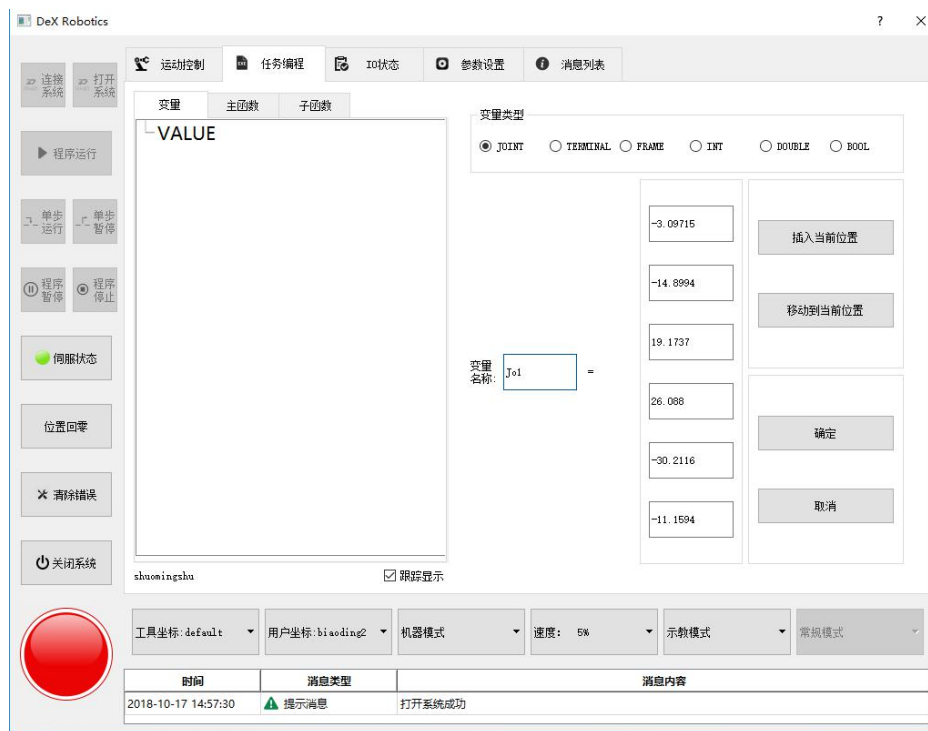 DeX Robotics
?
连接系统
打开系统
程序运行
单步运行
单步暂停
程序暂停
程序停止
伺服状态
位置回零
清除错误
关闭系统
运动控制
任务编程
IO状态
参数设置
消息列表
变量
主函数
子函数
VALUE
shuomingshu
跟踪显示
变量类型
JOINT
TERMINAL
FRAME
INT
DOUBLE
BOOL
变量名称:
Jo1
=
-3.09715
-14.8994
19.1737
26.088
-30.2116
-11.1594
插入当前位置
移动到当前位置
确定
取消
工具坐标:default
用户坐标:biaoding2
机器模式
速度: 5%
示教模式
常规模式
时间 消息类型 消息内容
2018-10-17 14:57:30 提示消息 打开系统成功